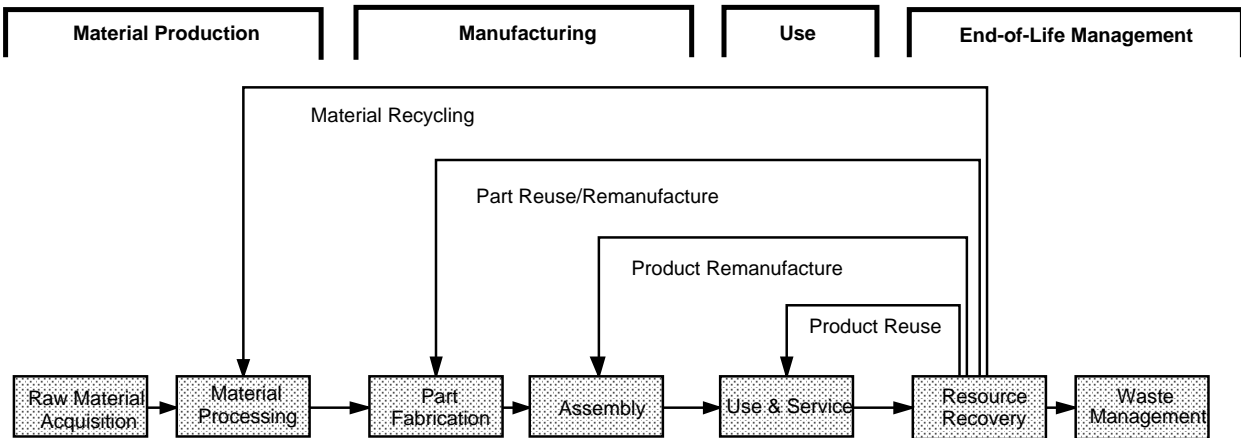 Material Production
Manufacturing
Use
End-of-Life Management
Material Recycling
Part Reuse/Remanufacture
Product Remanufacture
Product Reuse
Raw Material
Acquisition
Material
Processing
Part
Fabrication
Assembly
Use & Service
Resource
Recovery
Waste
Management